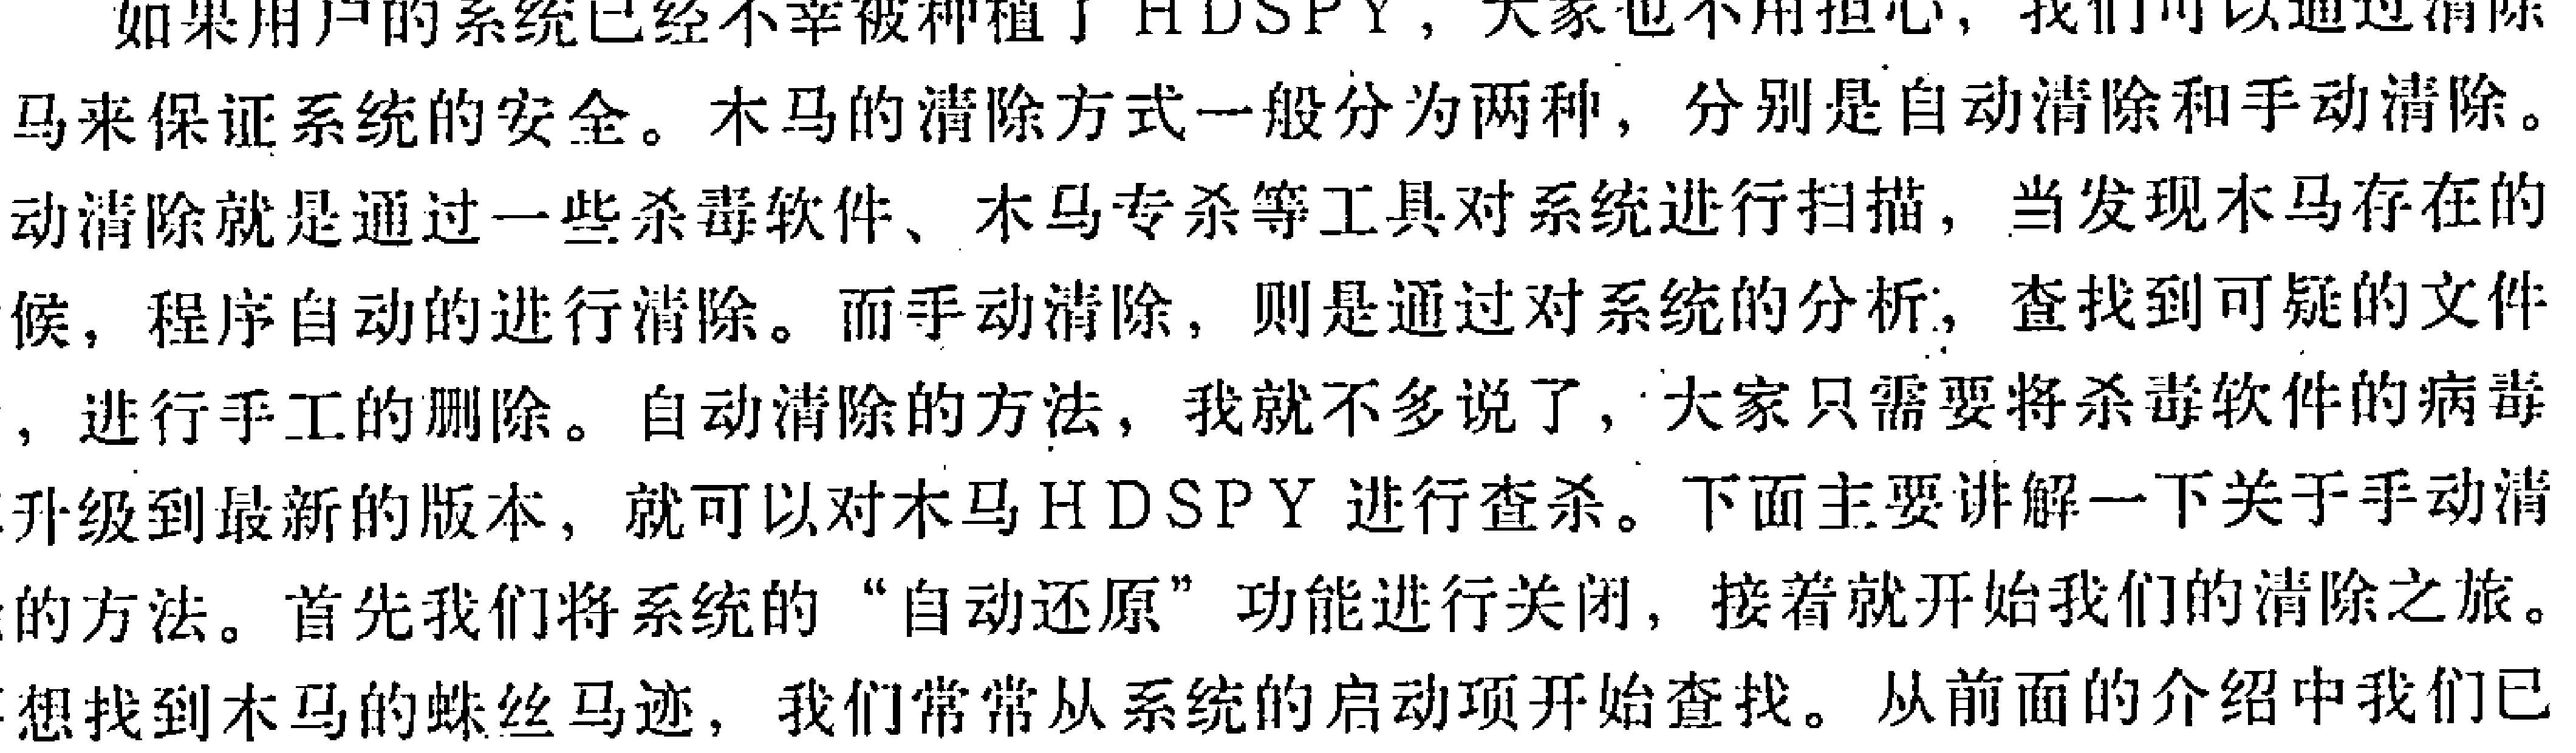 如果用户的系统已经不幸被种植了HDSPY，大家也不用担心，我们可以通过清除
马来保证系统的安全。木马的清除方式一般分为两种，分别是自动清除和手动清除。
动清除就是通过一些杀毒软件、木马专杀等工具对系统进行扫描，当发现木马存在的
候，程序自动的进行清除。而手动清除，则是通过对系统的分析，查找到可疑的文件
，进行手工的删除。自动清除的方法，我就不多说了，大家只需要将杀毒软件的病毒
升级到最新的版本，就可以对木马HDSPY进行查杀。下面主要讲解一下关于手动清
的方法。首先我们将系统的“自动还原”功能进行关闭，接着就开始我们的清除之旅。
想找到木马的蛛丝马迹，我们常常从系统的启动项开始查找。从前面的介绍中我们已